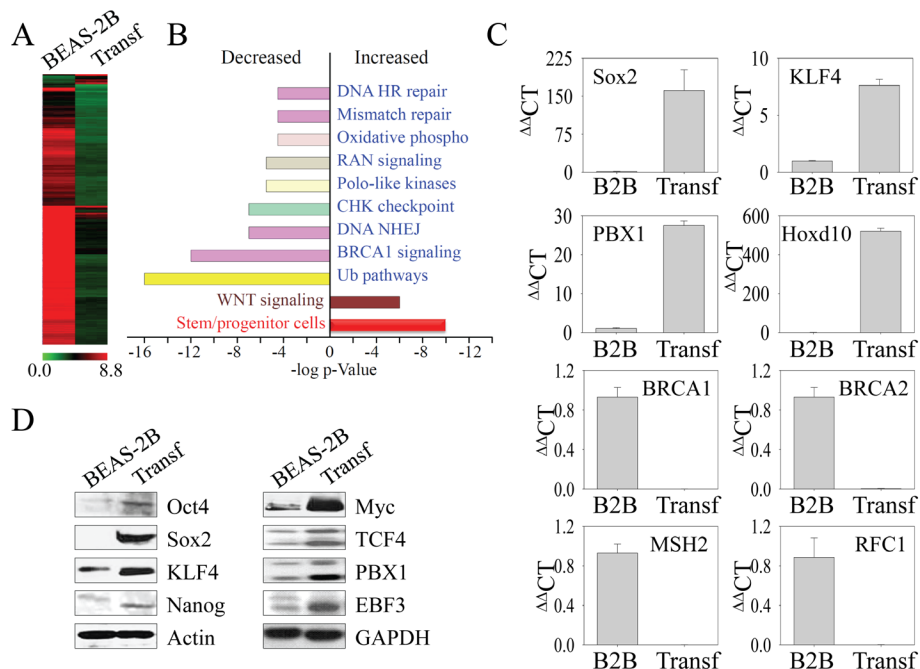 A
BEAS-2B
Transf
0.0
8.8
B
Decreased
Increased
DNA HR repair
Mismatch repair
Oxidative phospho
RAN signaling
Polo-like kinases
CHK checkpoint
DNA NHEJ
BRCA1 signaling
Ub pathways
WNT signaling
Stem/progenitor cells
-16
-12
-8
-4
0
-4
-8
-12
-log p-Value
C
Sox2
ΔΔCT
225
150
75
0
B2B
Transf
KLF4
ΔΔCT
10
5
0
B2B
Transf
PBX1
ΔΔCT
30
20
10
0
B2B
Transf
Hoxd10
ΔΔCT
600
400
200
0
B2B
Transf
BRCA1
ΔΔCT
1.2
0.8
0.4
0.0
B2B
Transf
BRCA2
ΔΔCT
1.2
0.8
0.4
0.0
B2B
Transf
MSH2
ΔΔCT
1.2
0.8
0.4
0.0
B2B
Transf
RFC1
ΔΔCT
1.2
0.8
0.4
0.0
B2B
Transf
D
BEAS-2B
Transf
Oct4
Sox2
KLF4
Nanog
Actin
BEAS-2B
Transf
Myc
TCF4
PBX1
EBF3
GAPDH